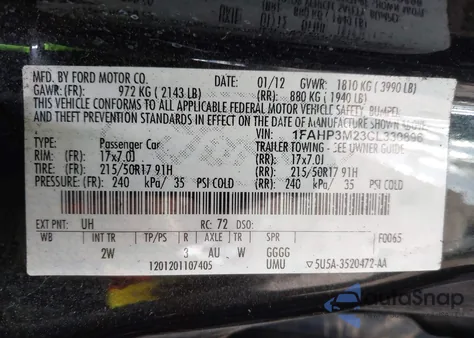 MFD. BY FORD MOTOR CO. DATE: 01/12 GVWR: 1810 KG ( 3990 LB)
GAWR: (FR): 972 KG ( 2143 LB) (RR): 880 KG ( 1940 LB)
THIS VEHICLE CONFORMS TO ALL APPLICABLE FEDERAL MOTOR VEHICLE SAFETY, BUMPER,
AND THEFT PREVENTION STANDARDS IN EFFECT ON THE DATE OF MANUFACTURE SHOWN ABOVE.
VIN: 1FAHP3M23CL330696
TYPE: Passenger Car TRAILER TOWING - SEE OWNER GUIDE
RIM: (FR): 17x7.0J (RR): 17x7.0J
TIRE: (FR): 215/50R17 91H (RR): 215/50R17 91H
PRESSURE: (FR): 240 kPa/ 35 PSI COLD (RR): 240 kPa/ 35 PSI COLD
EXT PNT: UH RC: 72 DSO:
WB INT TR TP/PS R AXLE TR SPR F0065
2W 3 AU W GGGG
1201201107405 UMU ▽ 5U5A-3520472-AA
AutoSnap